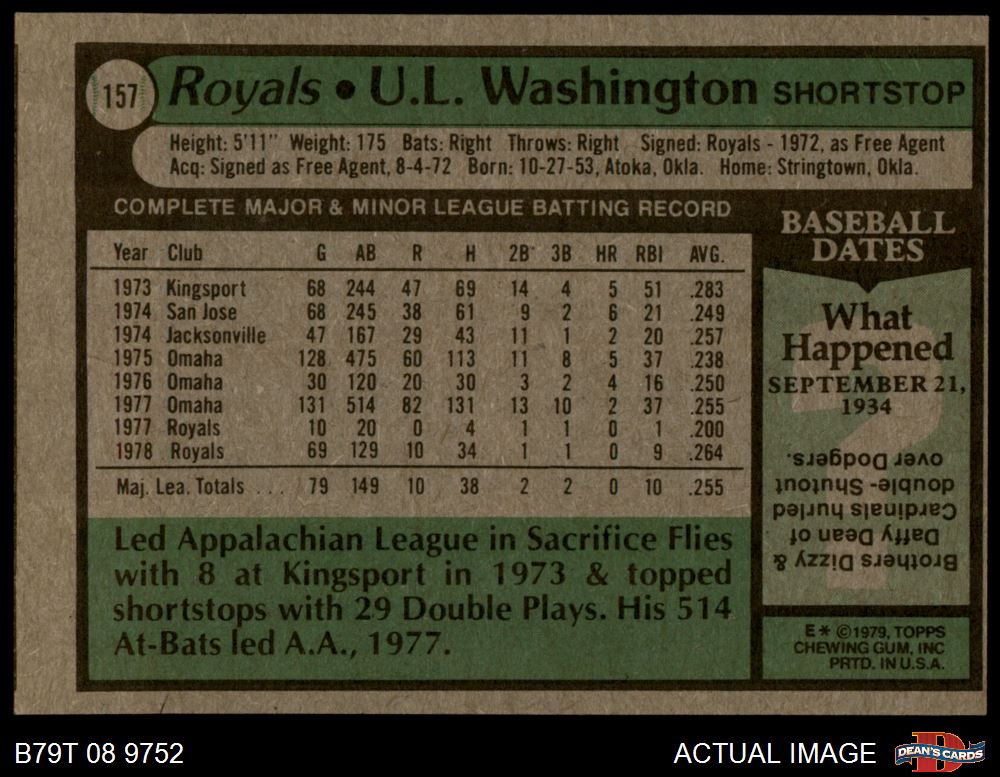 157 Royals • U.L. Washington SHORTSTOP
Height: 5'11" Weight: 175 Bats: Right Throws: Right Signed: Royals - 1972, as Free Agent
Acq: Signed as Free Agent, 8-4-72 Born: 10-27-53, Atoka, Okla. Home: Stringtown, Okla.
COMPLETE MAJOR & MINOR LEAGUE BATTING RECORD
Year Club G AB R H 2B 3B HR RBI AVG.
1973 Kingsport 68 244 47 69 14 4 5 51 .283
1974 San Jose 68 245 38 61 9 2 6 21 .249
1974 Jacksonville 47 167 29 43 11 1 2 20 .257
1975 Omaha 128 475 60 113 11 8 5 37 .238
1976 Omaha 30 120 20 30 3 2 4 16 .250
1977 Omaha 131 514 82 131 13 10 2 37 .255
1977 Royals 10 20 0 4 1 1 0 1 .200
1978 Royals 69 129 10 34 1 1 0 9 .264
Maj. Lea. Totals ... 79 149 10 38 2 2 0 10 .255
Led Appalachian League in Sacrifice Flies
with 8 at Kingsport in 1973 & topped
shortstops with 29 Double Plays. His 514
At-Bats led A.A., 1977.
BASEBALL
DATES
What
Happened
SEPTEMBER 21,
1934
Brothers Dizzy &
Daffy Dean of
Cardinals hurled
double-Shutout
over Dodgers.
E* ©1979, TOPPS
CHEWING GUM, INC
PRTD. IN U.S.A.
B79T 08 9752
ACTUAL IMAGE
DEAN'S CARDS